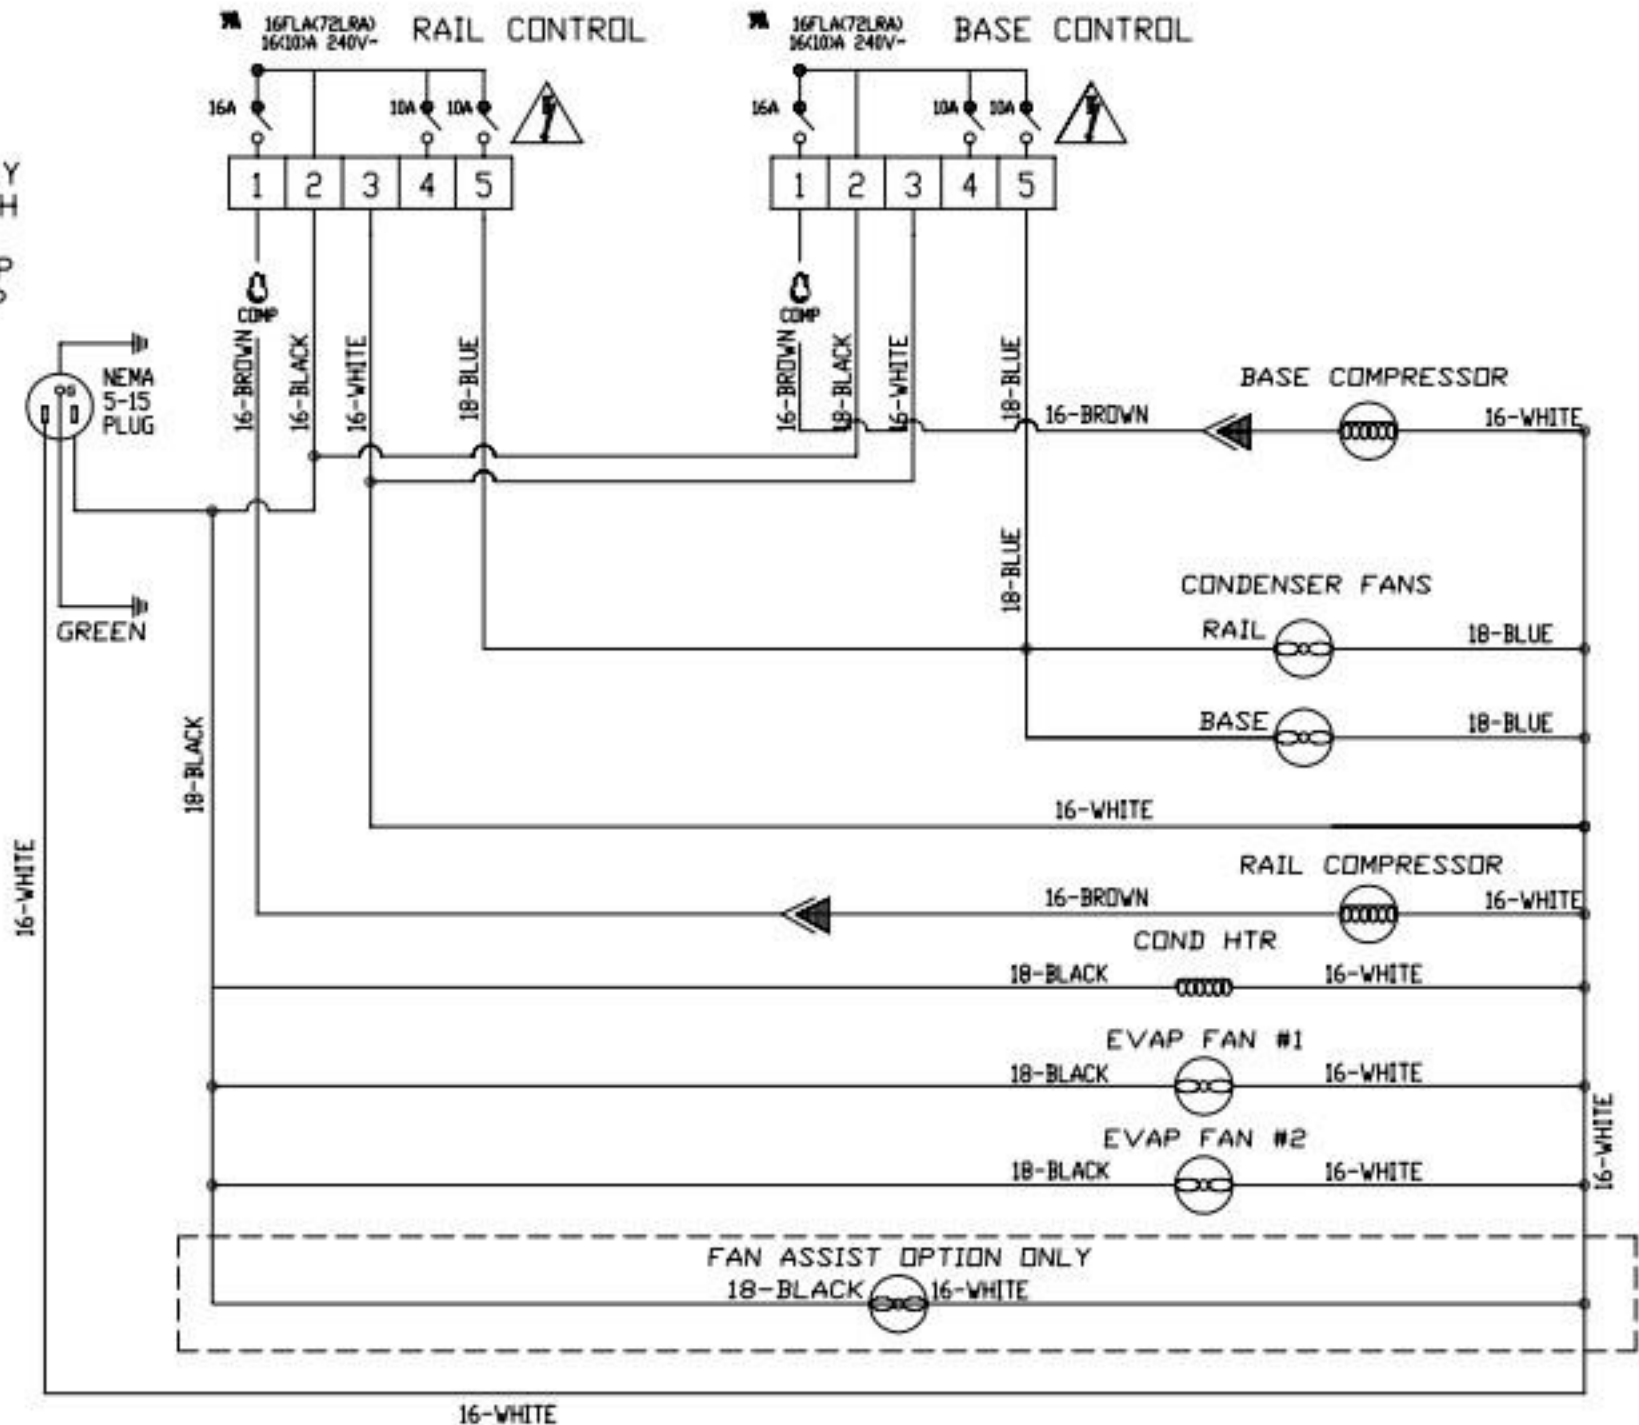 16FLA(72LRA)
16(10)A 240V~
RAIL CONTROL
16FLA(72LRA)
16(10)A 240V~
BASE CONTROL
16A
10A
10A
16A
10A
10A
Y
H
P
1 2 3 4 5
1 2 3 4 5
COMP
COMP
16-BROWN
16-BLACK
16-WHITE
18-BLUE
16-BROWN
18-BLACK
16-WHITE
18-BLUE
G
NEMA
5-15
PLUG
BASE COMPRESSOR
16-BROWN
16-WHITE
18-BLUE
CONDENSER FANS
GREEN
RAIL
18-BLUE
BASE
18-BLUE
18-BLACK
16-WHITE
16-WHITE
RAIL COMPRESSOR
16-BROWN
16-WHITE
COND HTR
18-BLACK
16-WHITE
EVAP FAN #1
18-BLACK
16-WHITE
EVAP FAN #2
18-BLACK
16-WHITE
16-WHITE
FAN ASSIST OPTION ONLY
18-BLACK
16-WHITE
16-WHITE